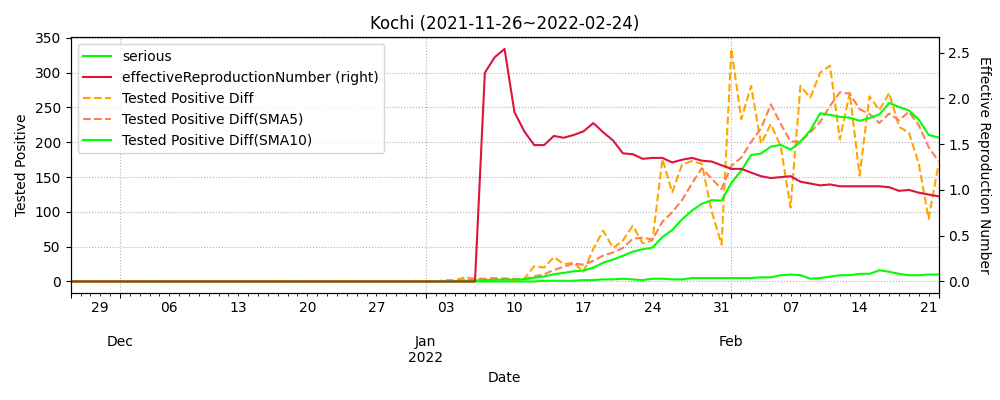 Kochi (2021-11-26~2022-02-24)
350
300
250
200
150
100
50
0
Tested Positive
serious
effectiveReproductionNumber (right)
Tested Positive Diff
Tested Positive Diff(SMA5)
Tested Positive Diff(SMA10)
2.5
2.0
1.5
1.0
0.5
0.0
Effective Reproduction Number
29 06 13 20 27 03 10 17 24 31 07 14 21
Dec Jan Feb
2022
Date